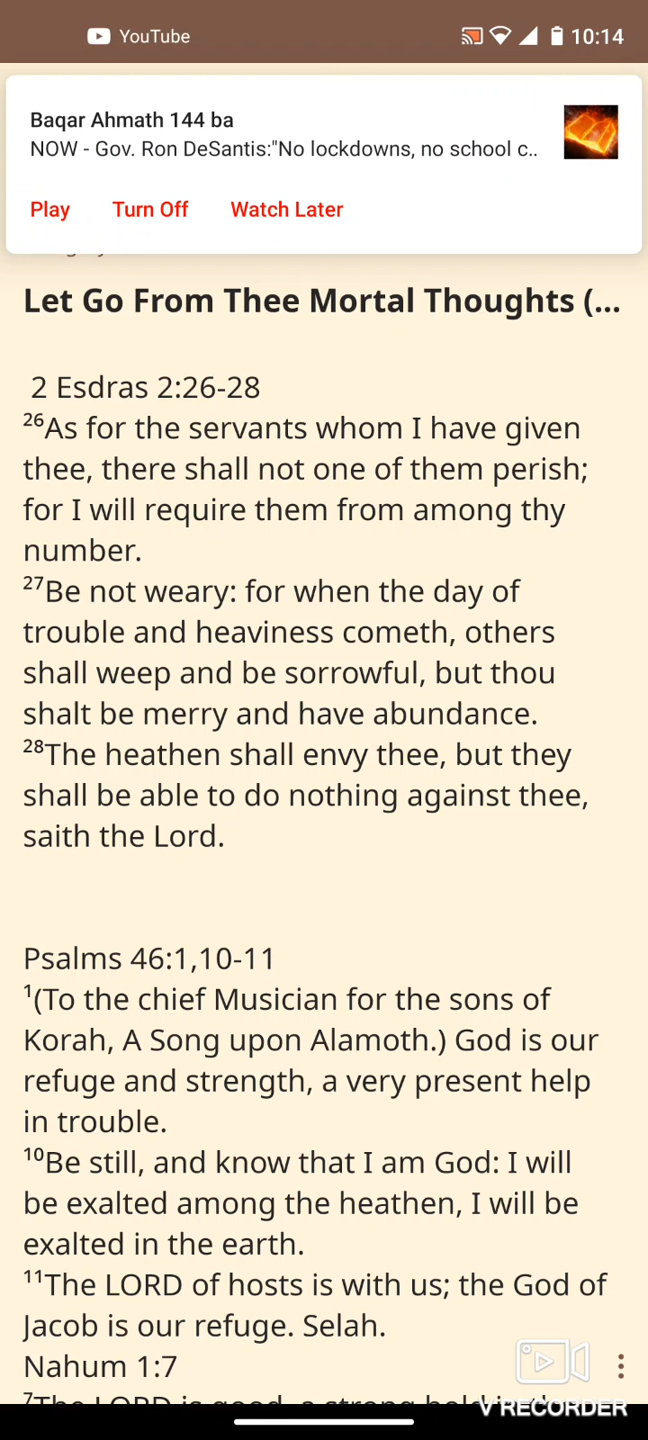 YouTube 10:14
Baqar Ahmath 144 ba
NOW - Gov. Ron DeSantis:"No lockdowns, no school c..
Play Turn Off Watch Later
Let Go From Thee Mortal Thoughts (...
2 Esdras 2:26-28
26As for the servants whom I have given
thee, there shall not one of them perish;
for I will require them from among thy
number.
27Be not weary: for when the day of
trouble and heaviness cometh, others
shall weep and be sorrowful, but thou
shalt be merry and have abundance.
28The heathen shall envy thee, but they
shall be able to do nothing against thee,
saith the Lord.
Psalms 46:1,10-11
1(To the chief Musician for the sons of
Korah, A Song upon Alamoth.) God is our
refuge and strength, a very present help
in trouble.
10Be still, and know that I am God: I will
be exalted among the heathen, I will be
exalted in the earth.
11The LORD of hosts is with us; the God of
Jacob is our refuge. Selah.
Nahum 1:7
7The LORD is good, a strong hold in the
V RECORDER